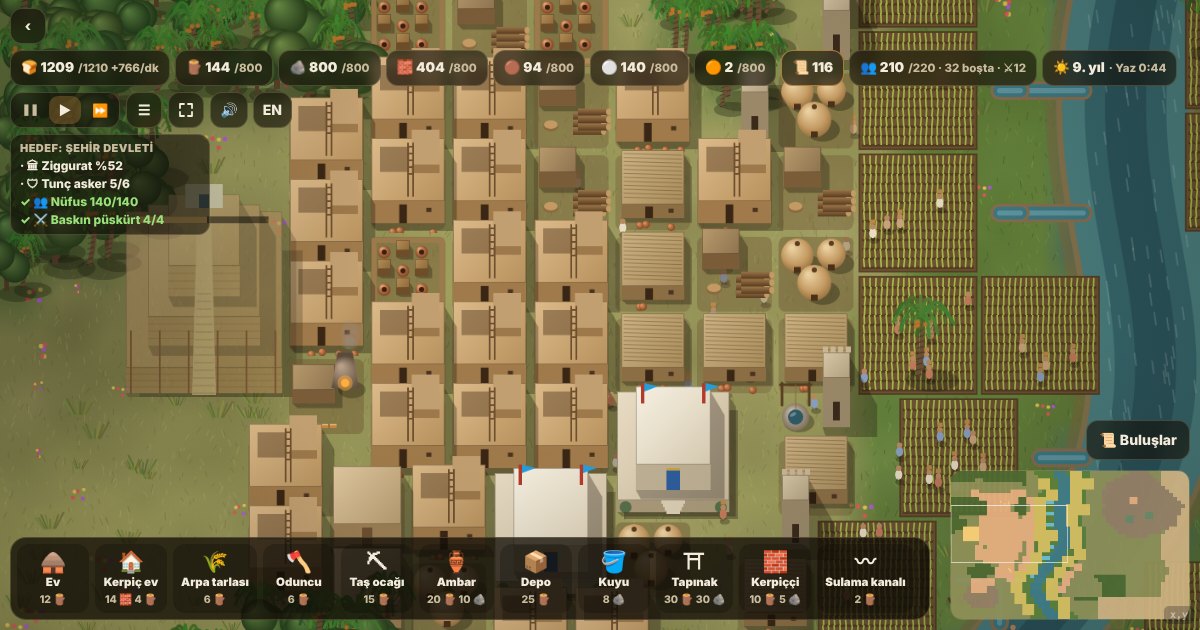 1209 /1210 +766/dk
144 /800
800 /800
404 /800
94 /800
140 /800
2 /800
116
210 /220 · 32 boşta · ⚔12
9. yıl · Yaz 0:44
EN
HEDEF: ŞEHİR DEVLETİ
· Ziggurat %52
· Tunç asker 5/6
✓ Nüfus 140/140
✓ Baskın püskürt 4/4
Buluşlar
Ev
12
Kerpiç ev
14 4
Arpa tarlası
6
Oduncu
6
Taş ocağı
15
Ambar
20 10
Depo
25
Kuyu
8
Tapınak
30 30
Kerpiççi
10 5
Sulama kanalı
2